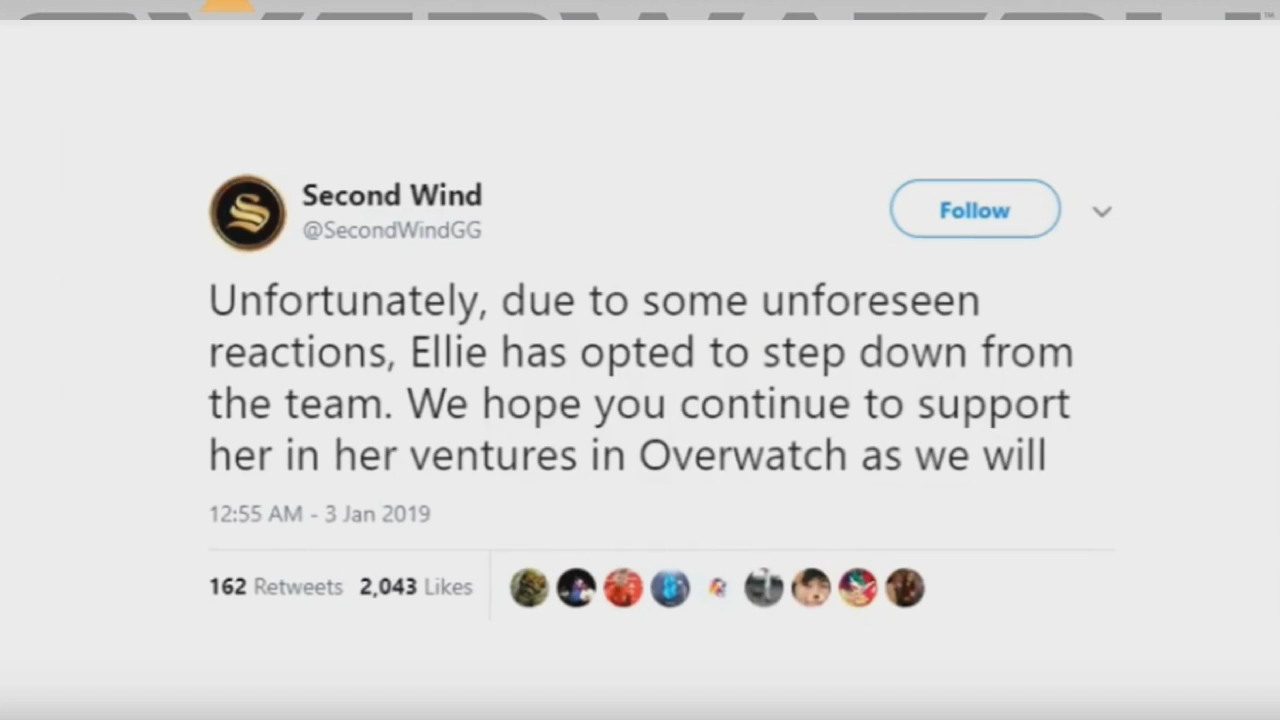 Second Wind
@SecondWindGG
Follow
Unfortunately, due to some unforeseen
reactions, Ellie has opted to step down from
the team. We hope you continue to support
her in her ventures in Overwatch as we will
12:55 AM - 3 Jan 2019
162 Retweets 2,043 Likes